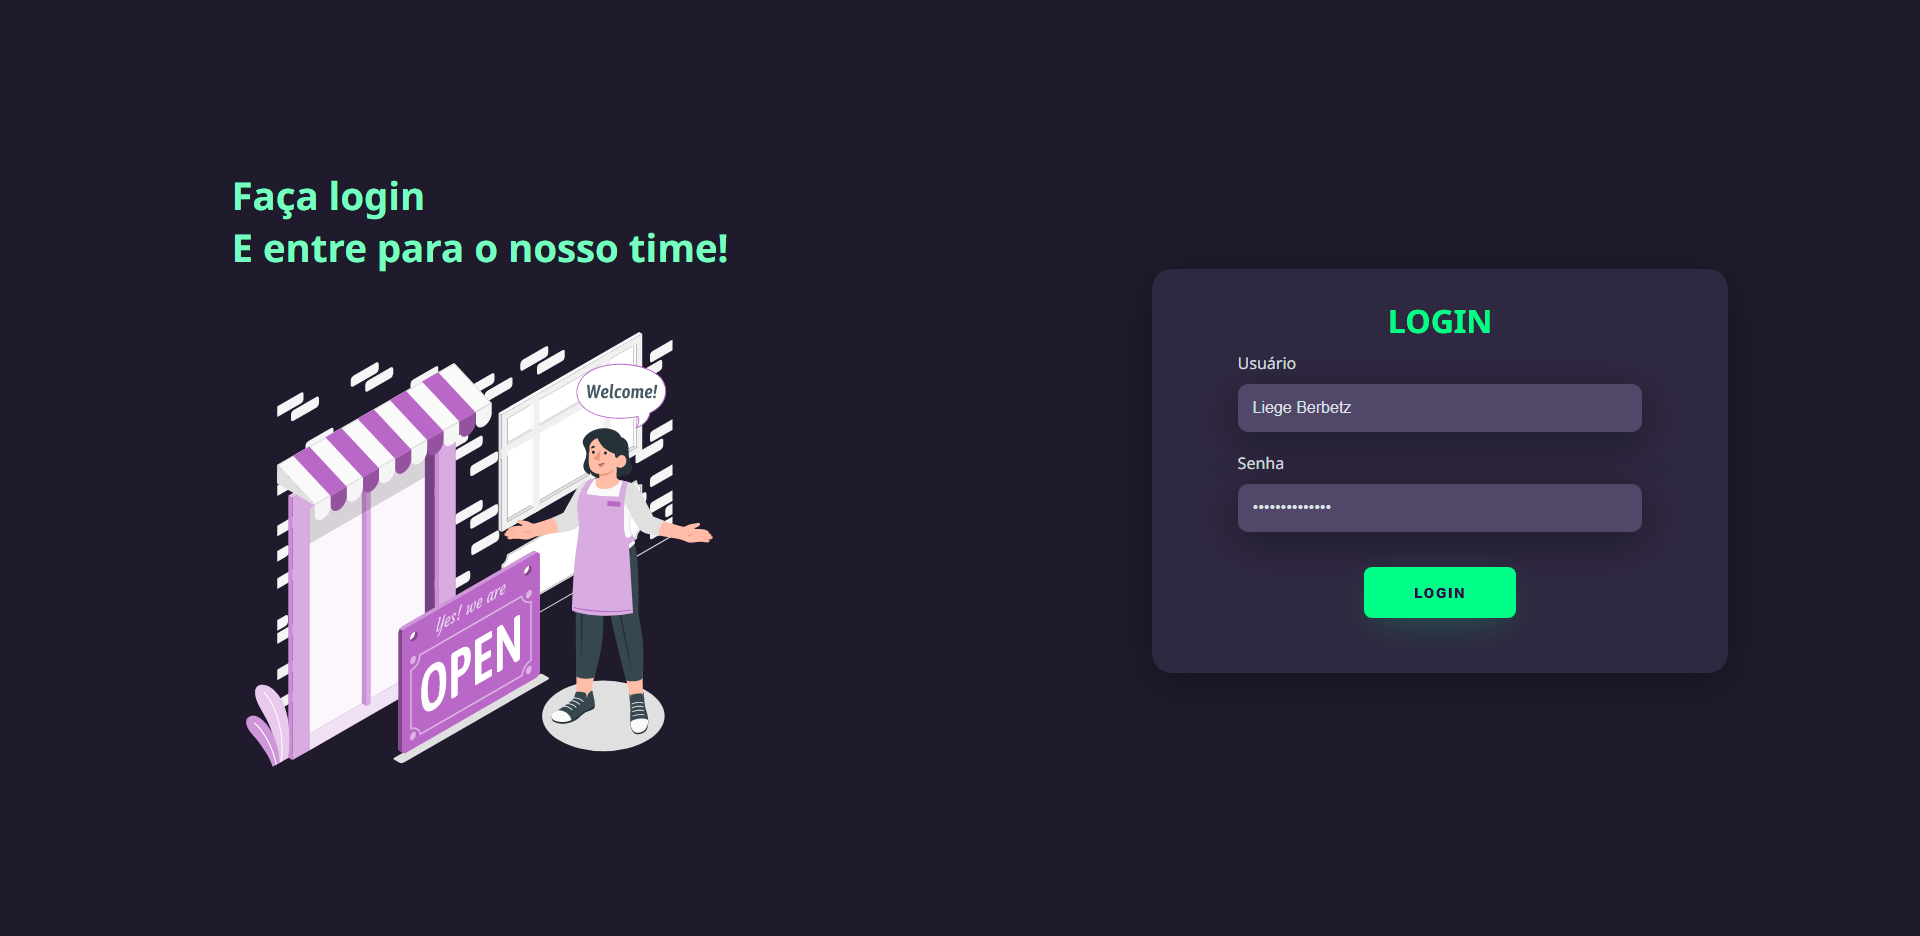 Faça login
E entre para o nosso time!
Welcome!
Yes! we are
OPEN
LOGIN
Usuário
Liege Berbetz
Senha
••••••••••••••
LOGIN